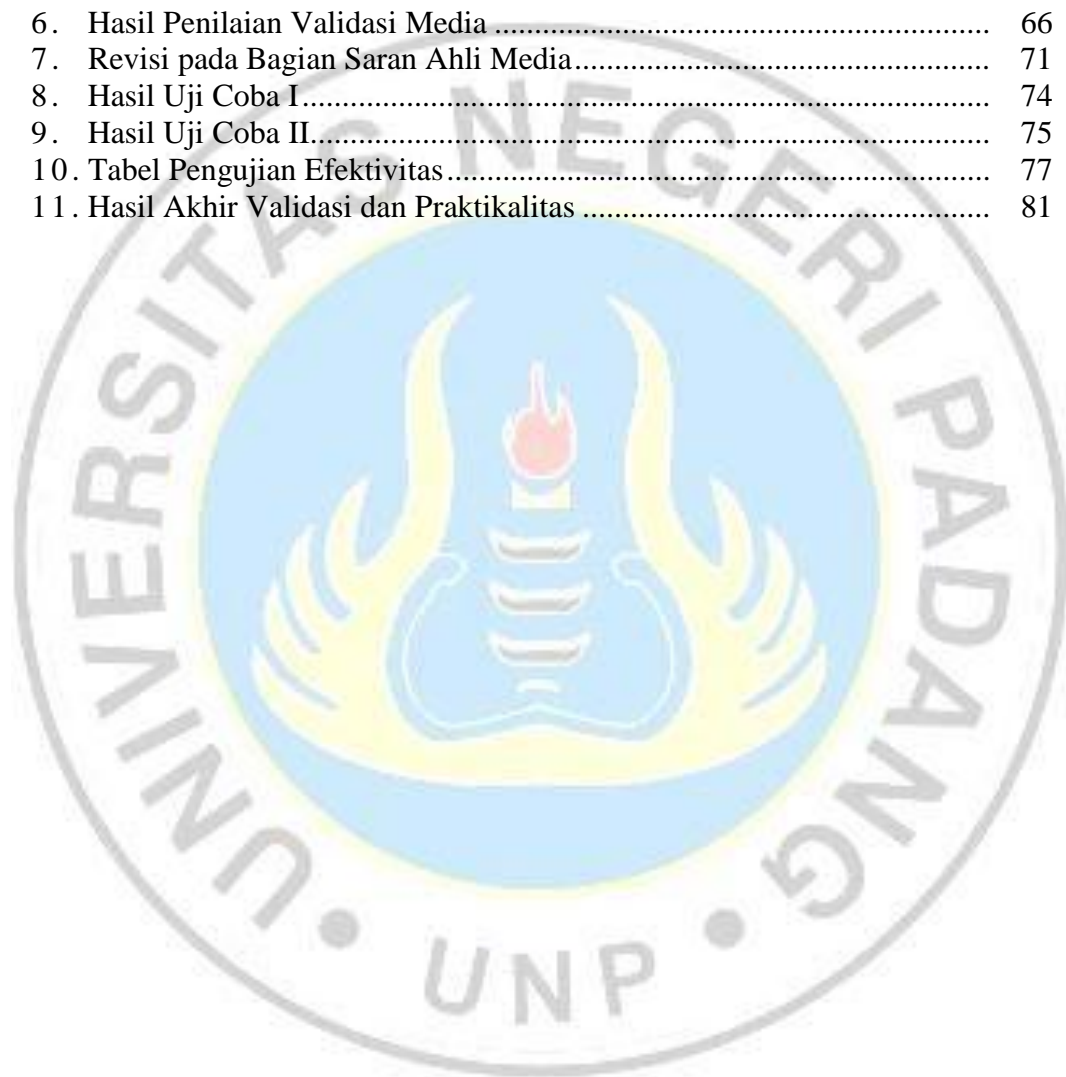 6. Hasil Penilaian Validasi Media ........................................................................ 66
7. Revisi pada Bagian Saran Ahli Media............................................................. 71
8. Hasil Uji Coba I .................................................................................................... 74
9. Hasil Uji Coba II................................................................................................... 75
10. Tabel Pengujian Efektivitas ............................................................................... 77
11. Hasil Akhir Validasi dan Praktikalitas ........................................................... 81
UNIVERSITAS NEGERI PADANG
• UNP •